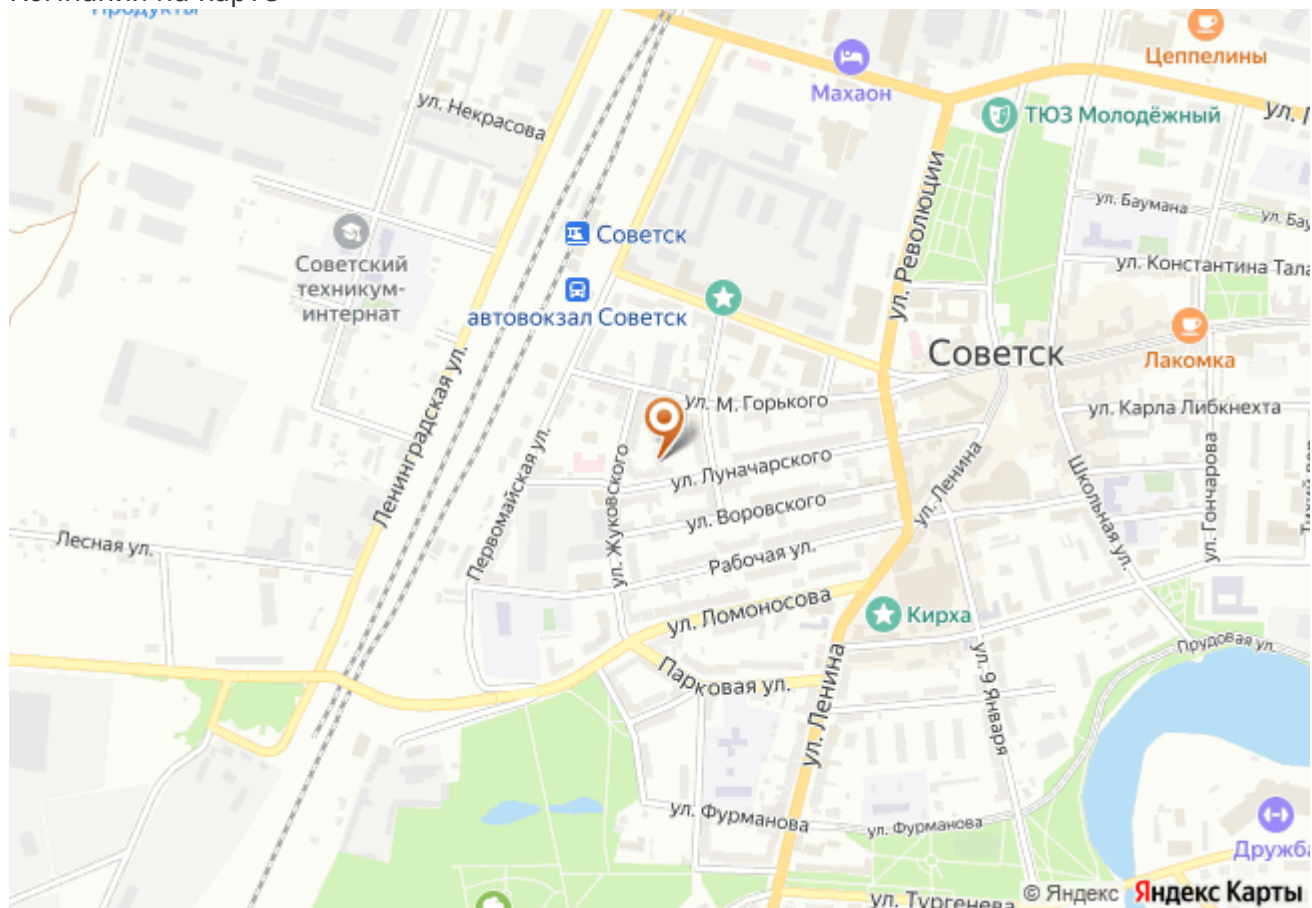 Компания на карте
Продукты
Цеппелины
Махаон
ул. Некрасова
ТЮЗ Молодёжный
ул. Революции
ул. Баумана
Советск
Советский
техникум-
интернат
ул. Константина
автовокзал Советск
Советск
Лакомка
Ленинградская ул.
ул. М. Горького
ул. Карла Либкнехта
Первомайская ул.
ул. Жуковского
ул. Луначарского
ул. Ленина
Школьная ул.
ул. Гончарова
ул. Воровского
Лесная ул.
Рабочая ул.
ул. Ломоносова
Кирха
Прудовая ул.
Парковая ул.
ул. Ленина
ул. 9 Января
ул. Фурманова
ул. Фурманова
Дружба
ул. Тургенева
© Яндекс Яндекс Карты